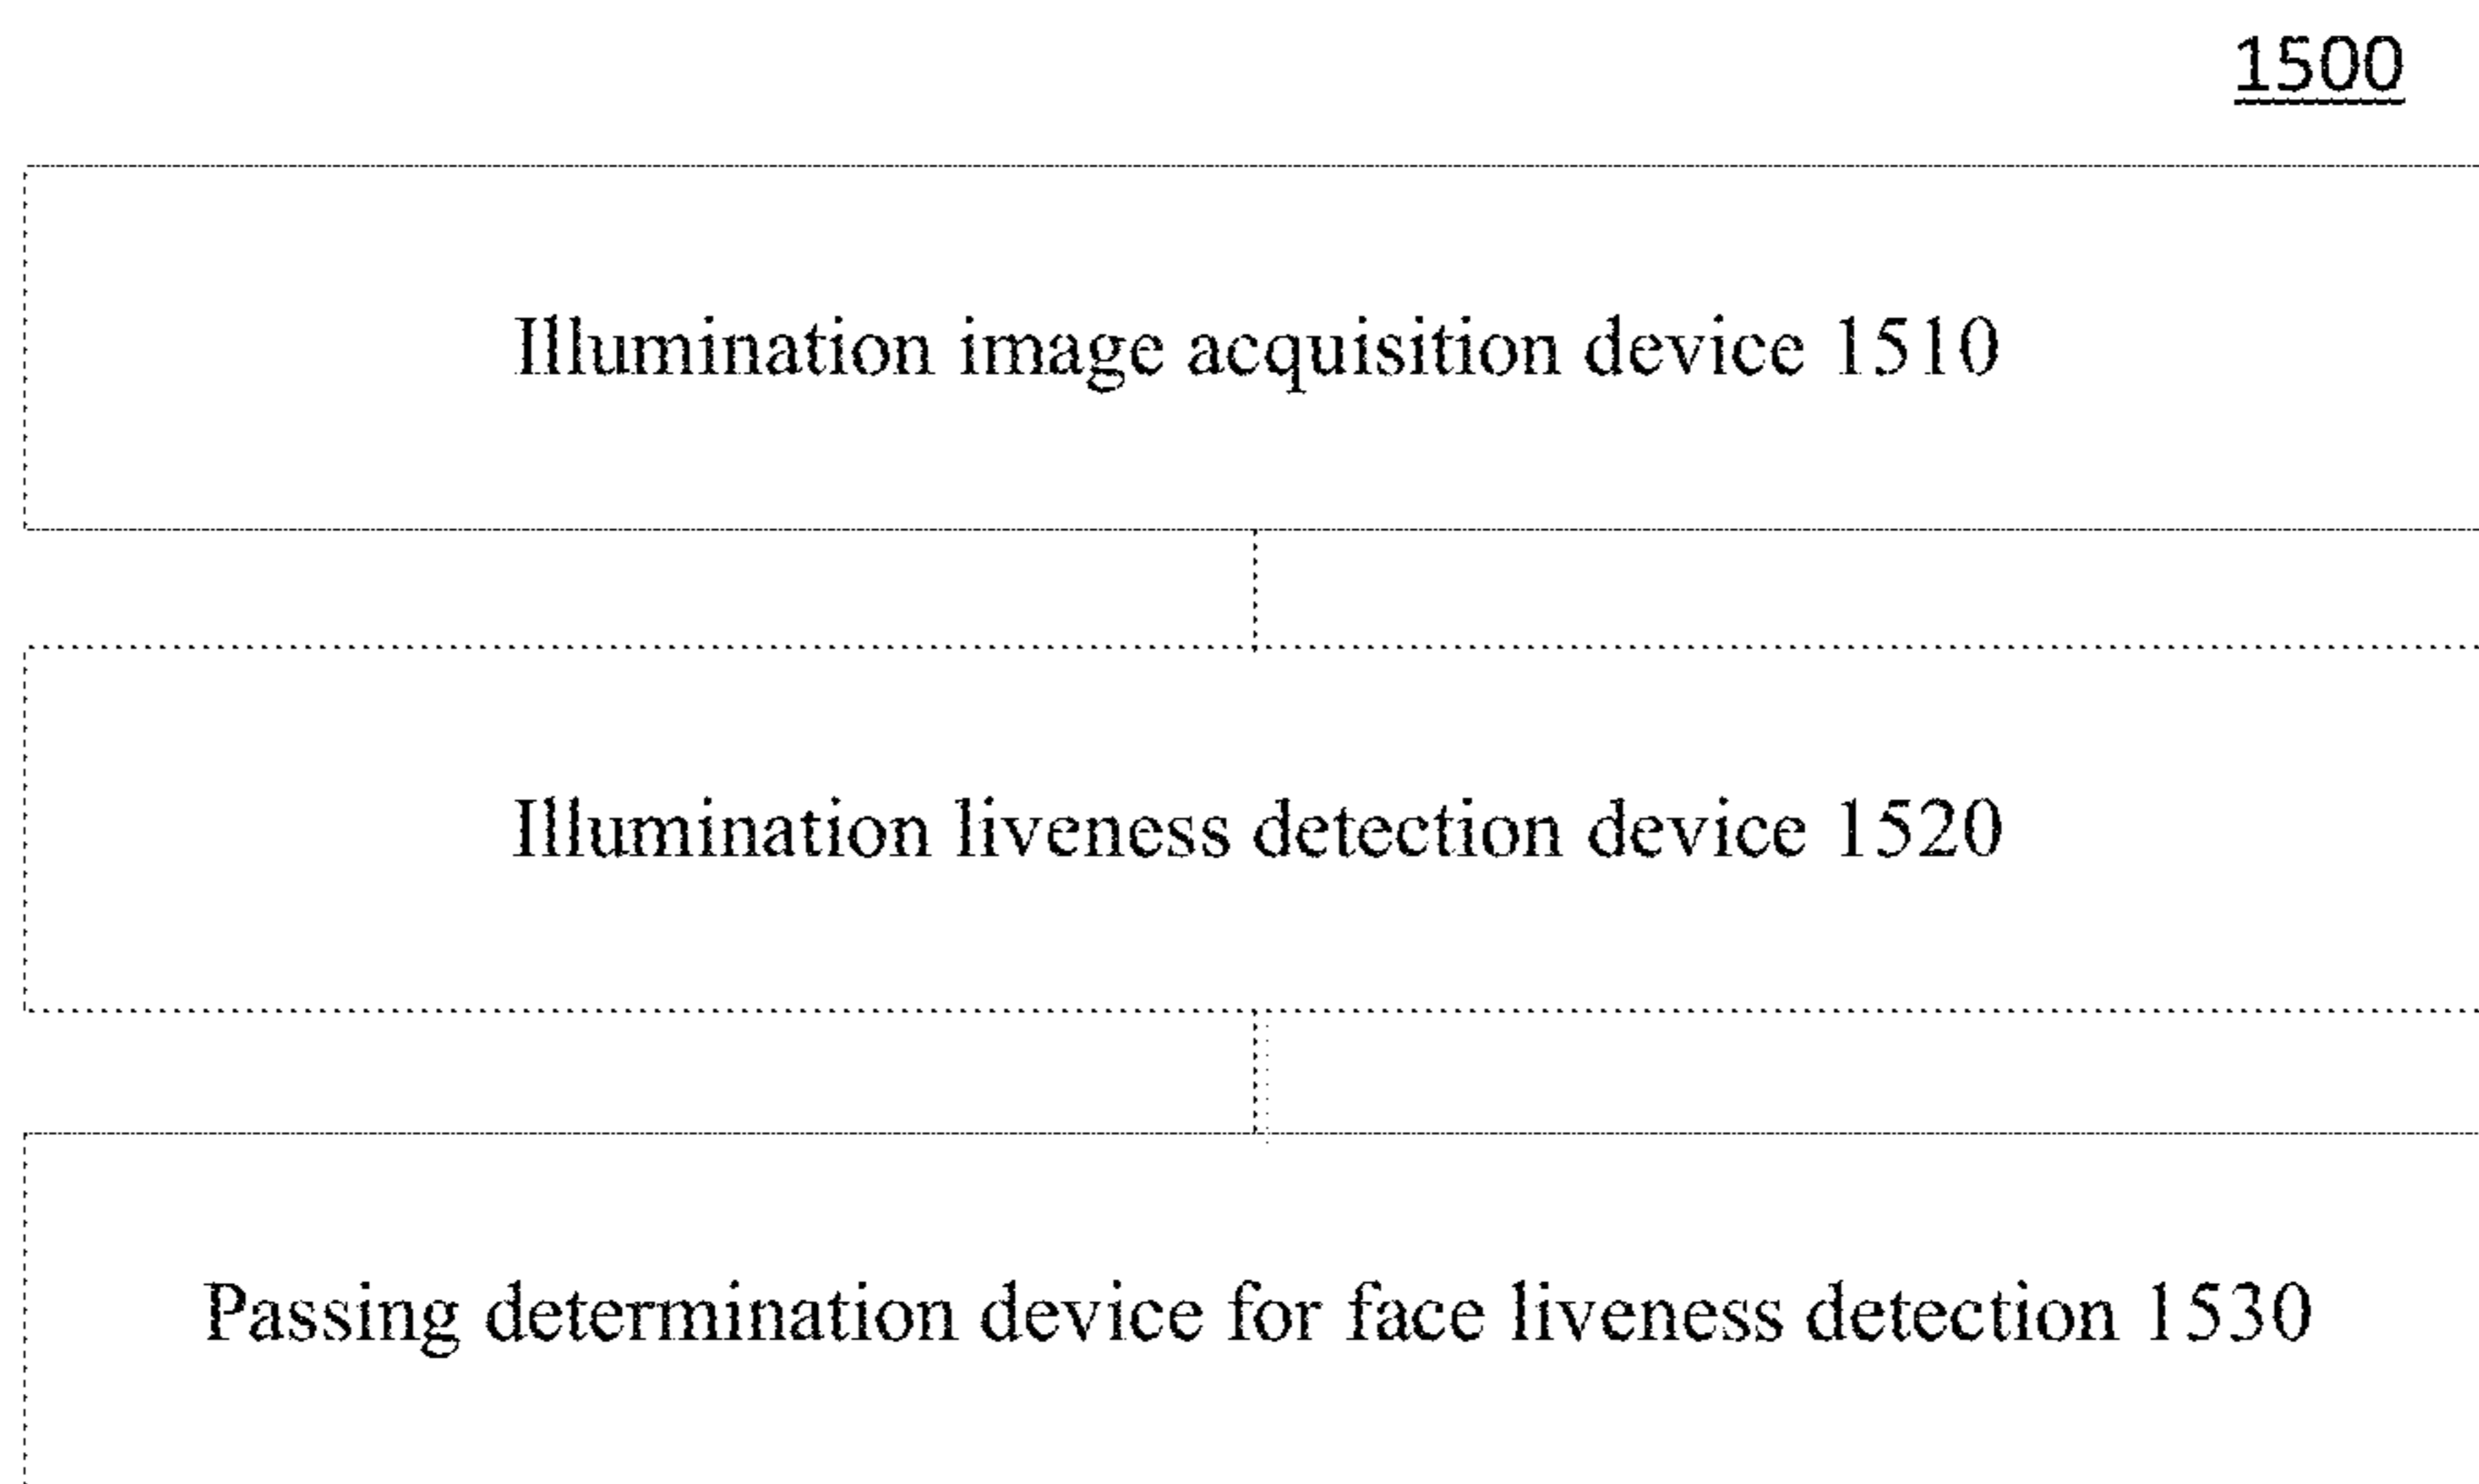 1500
Illumination image acquisition device 1510
Illumination liveness detection device 1520
Passing determination device for face liveness detection 1530